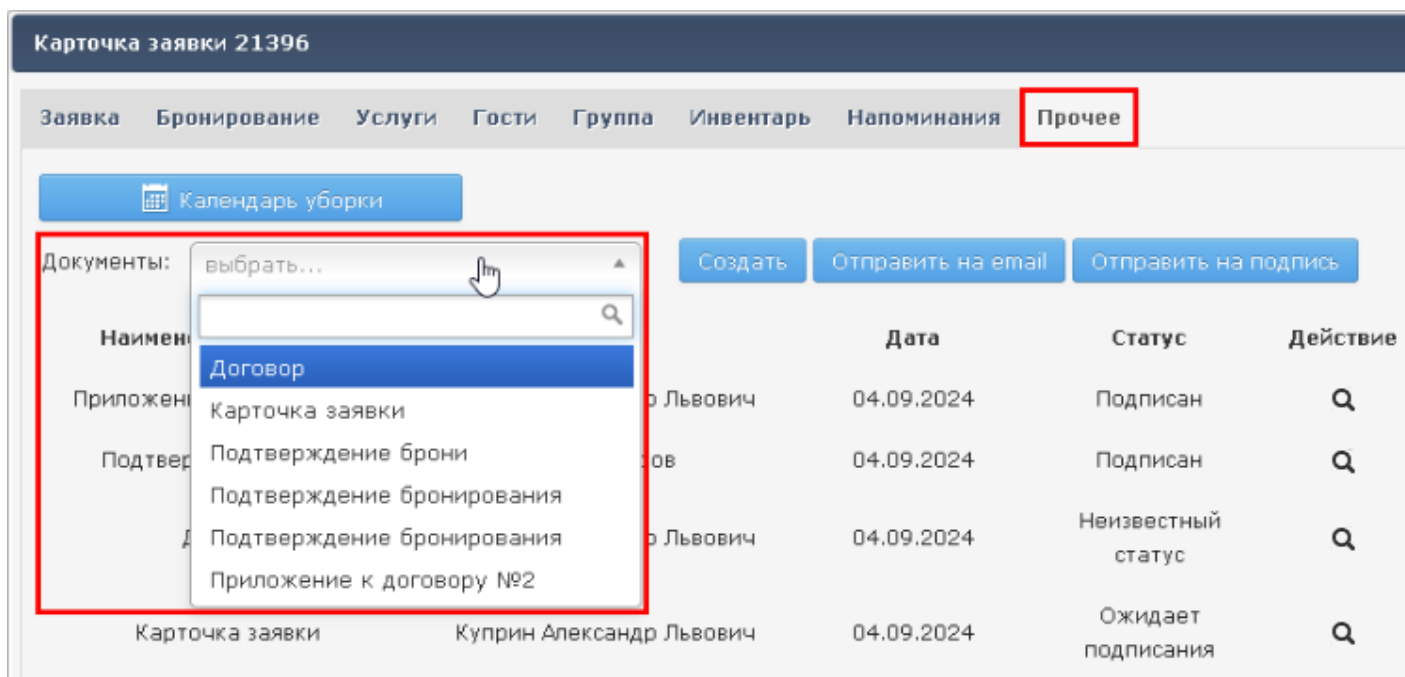 Карточка заявки 21396
Заявка Бронирование Услуги Гости Группа Инвентарь Напоминания Прочее
Календарь уборки
Документы: выбрать... Создать Отправить на email Отправить на подпись
Дата Статус Действие
Договор
Львович 04.09.2024 Подписан
Карточка заявки
Подтверждение брони
04.09.2024 Подписан
Подтверждение бронирования
Подтверждение бронирования
Львович 04.09.2024 Неизвестный
статус
Приложение к договору №2
Карточка заявки Куприн Александр Львович 04.09.2024 Ожидает
подписания